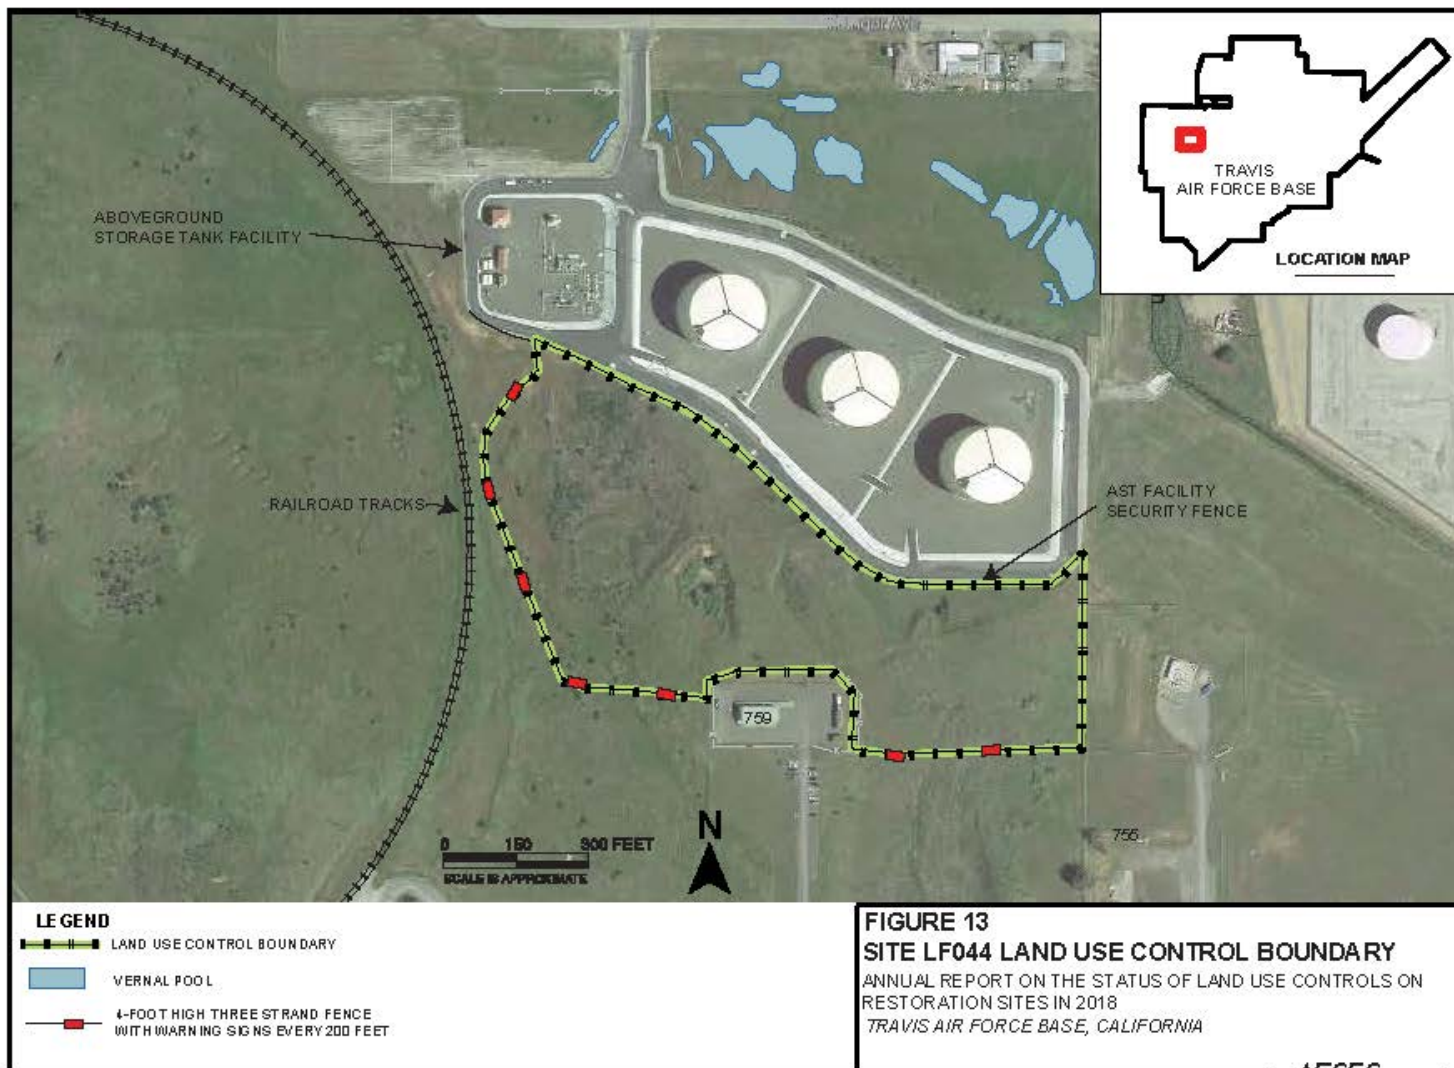 TRAVIS
AIR FORCE BASE
LOCATION MAP
ABOVEGROUND
STORAGE TANK FACILITY
RAILROAD TRACKS
AST FACILITY
SECURITY FENCE
759
755
N
0 150 300 FEET
SCALE IS APPROXIMATE
LEGEND
LAND USE CONTROL BOUNDARY
VERNAL POOL
4-FOOT HIGH THREE STRAND FENCE
WITH WARNING SIGNS EVERY 200 FEET
FIGURE 13
SITE LF044 LAND USE CONTROL BOUNDARY
ANNUAL REPORT ON THE STATUS OF LAND USE CONTROLS ON
RESTORATION SITES IN 2018
TRAVIS AIR FORCE BASE, CALIFORNIA